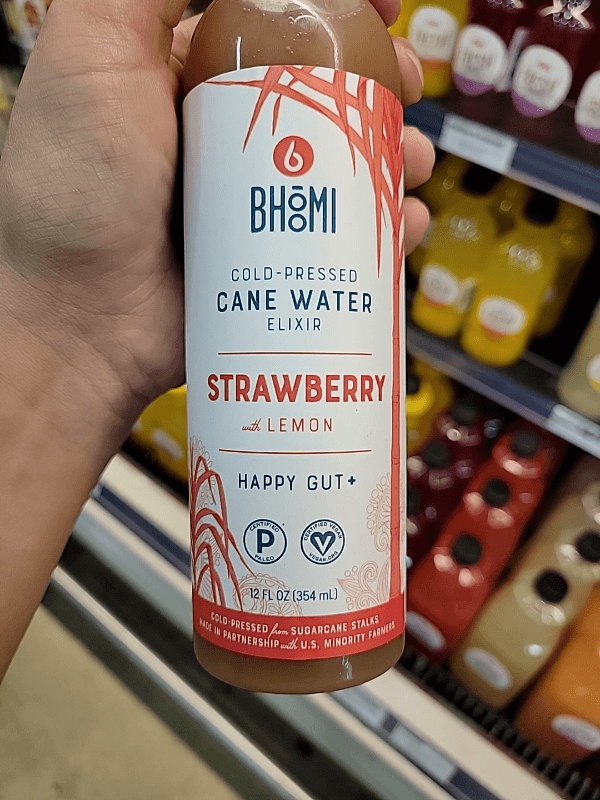 BHŌOMI
COLD-PRESSED
CANE WATER
ELIXIR
STRAWBERRY
with LEMON
HAPPY GUT+
CERTIFIED
P
PALEO
CERTIFIED VEGAN
V
VEGAN.ORG
12 FL OZ (354 mL)
COLD-PRESSED from SUGARCANE STALKS
MADE IN PARTNERSHIP with U.S. MINORITY FARMERS